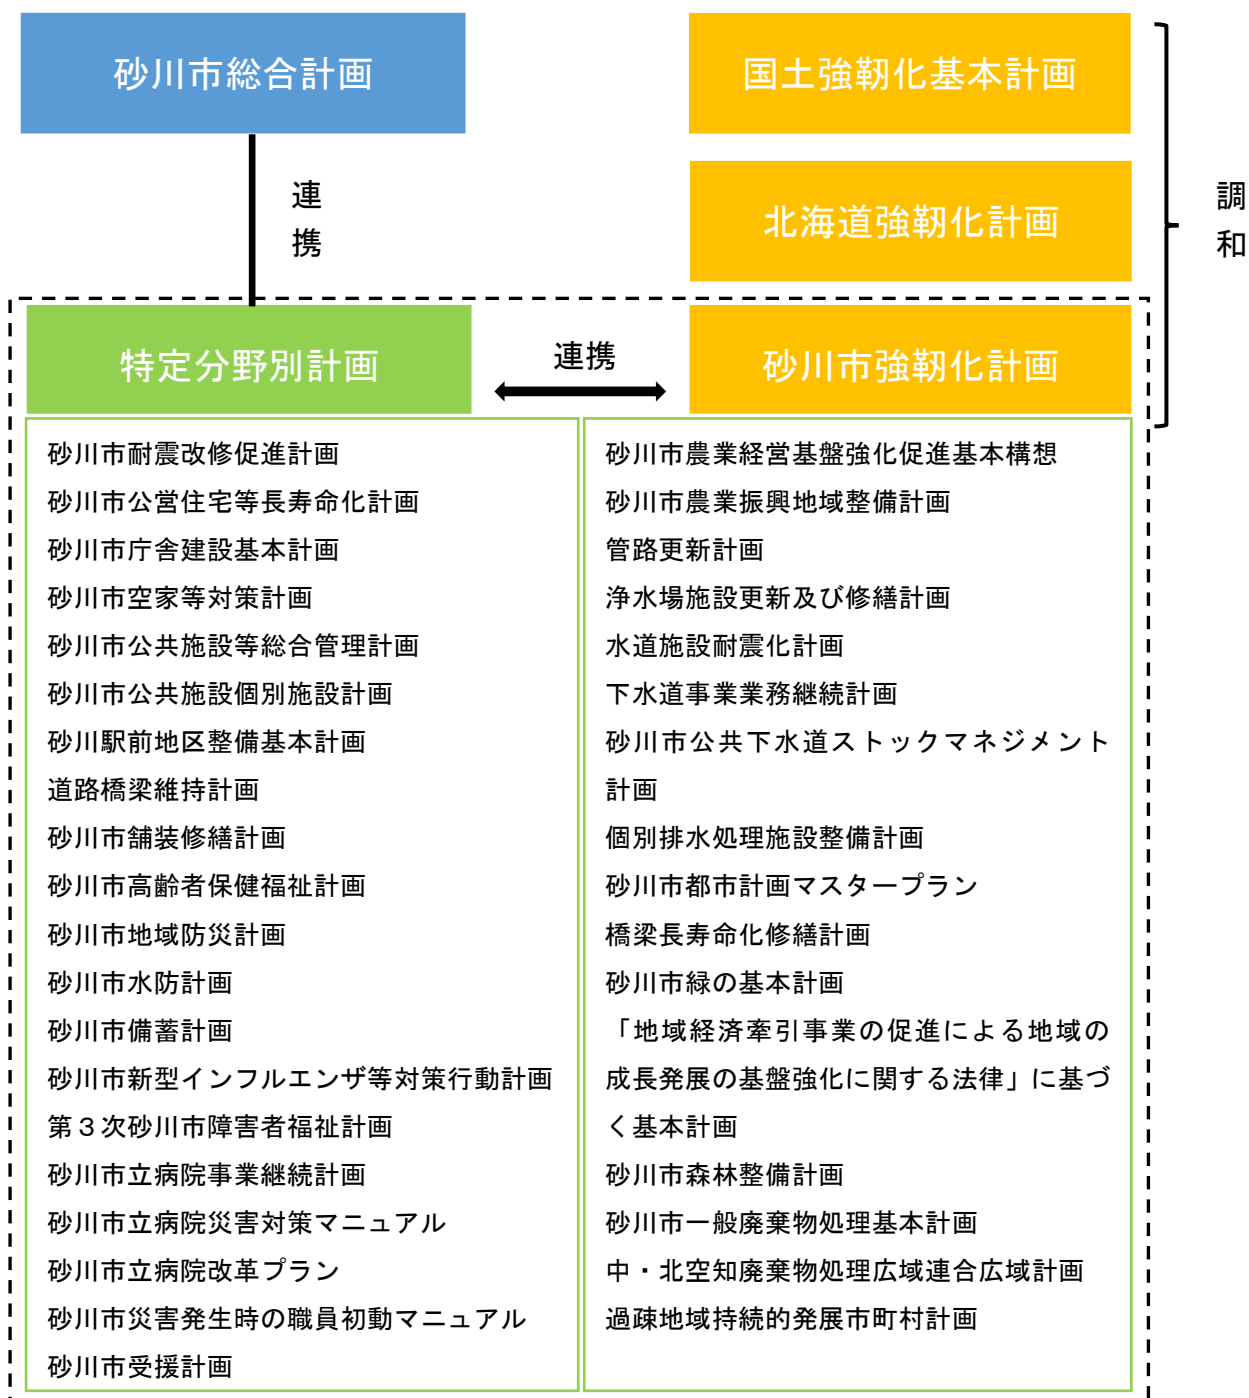 砂川市総合計画
国土強靭化基本計画
連
携
北海道強靭化計画
調
和
特定分野別計画
連携
砂川市強靭化計画
砂川市耐震改修促進計画
砂川市公営住宅等長寿命化計画
砂川市庁舎建設基本計画
砂川市空家等対策計画
砂川市公共施設等総合管理計画
砂川市公共施設個別施設計画
砂川駅前地区整備基本計画
道路橋梁維持計画
砂川市舗装修繕計画
砂川市高齢者保健福祉計画
砂川市地域防災計画
砂川市水防計画
砂川市備蓄計画
砂川市新型インフルエンザ等対策行動計画
第３次砂川市障害者福祉計画
砂川市立病院事業継続計画
砂川市立病院災害対策マニュアル
砂川市立病院改革プラン
砂川市災害発生時の職員初動マニュアル
砂川市受援計画
砂川市農業経営基盤強化促進基本構想
砂川市農業振興地域整備計画
管路更新計画
浄水場施設更新及び修繕計画
水道施設耐震化計画
下水道事業業務継続計画
砂川市公共下水道ストックマネジメント
計画
個別排水処理施設整備計画
砂川市都市計画マスタープラン
橋梁長寿命化修繕計画
砂川市緑の基本計画
「地域経済牽引事業の促進による地域の
成長発展の基盤強化に関する法律」に基づ
く基本計画
砂川市森林整備計画
砂川市一般廃棄物処理基本計画
中・北空知廃棄物処理広域連合広域計画
過疎地域持続的発展市町村計画